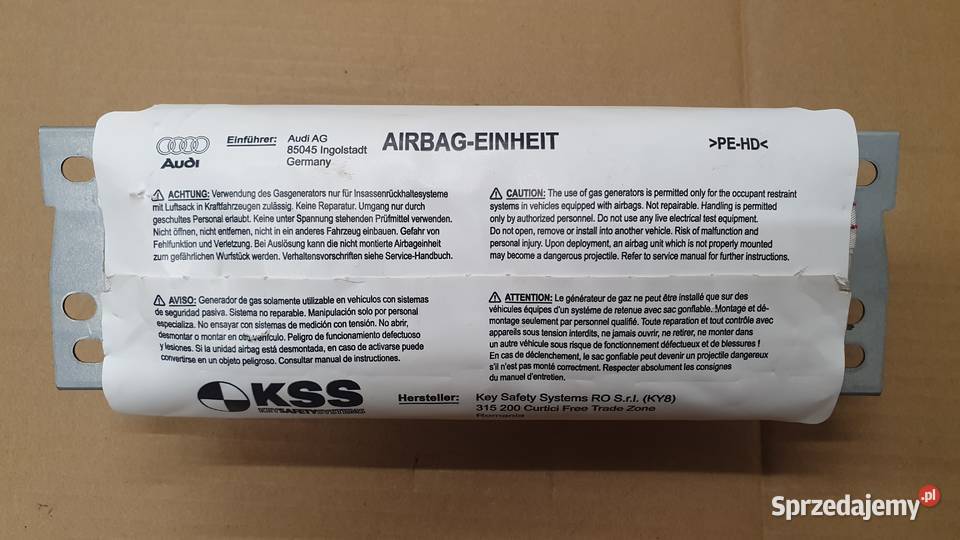 Audi
Einführer: Audi AG
85045 Ingolstadt
Germany
AIRBAG-EINHEIT
>PE-HD<
ACHTUNG: Verwendung des Gasgenerators nur für Insassenrückhaltesysteme
mit Luftsack in Kraftfahrzeugen zulässig. Keine Reparatur. Umgang nur durch
geschultes Personal erlaubt. Keine unter Spannung stehenden Prüfmittel verwenden.
Nicht öffnen, nicht entfernen, nicht in ein anderes Fahrzeug einbauen. Gefahr von
Fehlfunktion und Verletzung. Bei Auslösung kann die nicht montierte Airbageinheit
zum gefährlichen Wurfstück werden. Verhaltensvorschriften siehe Service-Handbuch.
CAUTION: The use of gas generators is permitted only for the occupant restraint
systems in vehicles equipped with airbags. Not repairable. Handling is permitted
only by authorized personnel. Do not use any live electrical test equipment.
Do not open, remove or install into another vehicle. Risk of malfunction and
personal injury. Upon deployment, an airbag unit which is not properly mounted
may become a dangerous projectile. Refer to service manual for further instructions.
AVISO: Generador de gas solamente utilizable en vehiculos con sistemas
de seguridad pasiva. Sistema no reparable. Manipulación solo por personal
especializa. No ensayar con sistemas de medición con tensión. No abrir,
desmontar o montar en otro vehículo. Peligro de funcionamiento defectuoso
y lesiones. Si la unidad airbag está desmontada, en caso de activarse puede
convertirse en un objeto peligroso. Consultar manual de instrucciones.
ATTENTION: Le générateur de gaz ne peut être installé que sur des
véhicules équipes d'un système de retenue avec sac gonflable. Montage et dé-
montage seulement par personnel qualifié. Toute reparation et tout contrôle avec
appareils sous tension interdits, ne jamais ouvrir, ne retirer, ne monter dans
un autre véhicule sous risque de fonctionnement défectueux et de blessures !
En cas de déclenchement, le sac gonfiable peut devenir un projectile dangereux
s'il n'est pas monté correctement. Respecter absolument les consignes
du manuel d'entretien.
KSS
KEYSAFETYSYSTEMS
Hersteller: Key Safety Systems RO S.r.l. (KY8)
315 200 Curtici Free Trade Zone
Romania
Sprzedajemy.pl